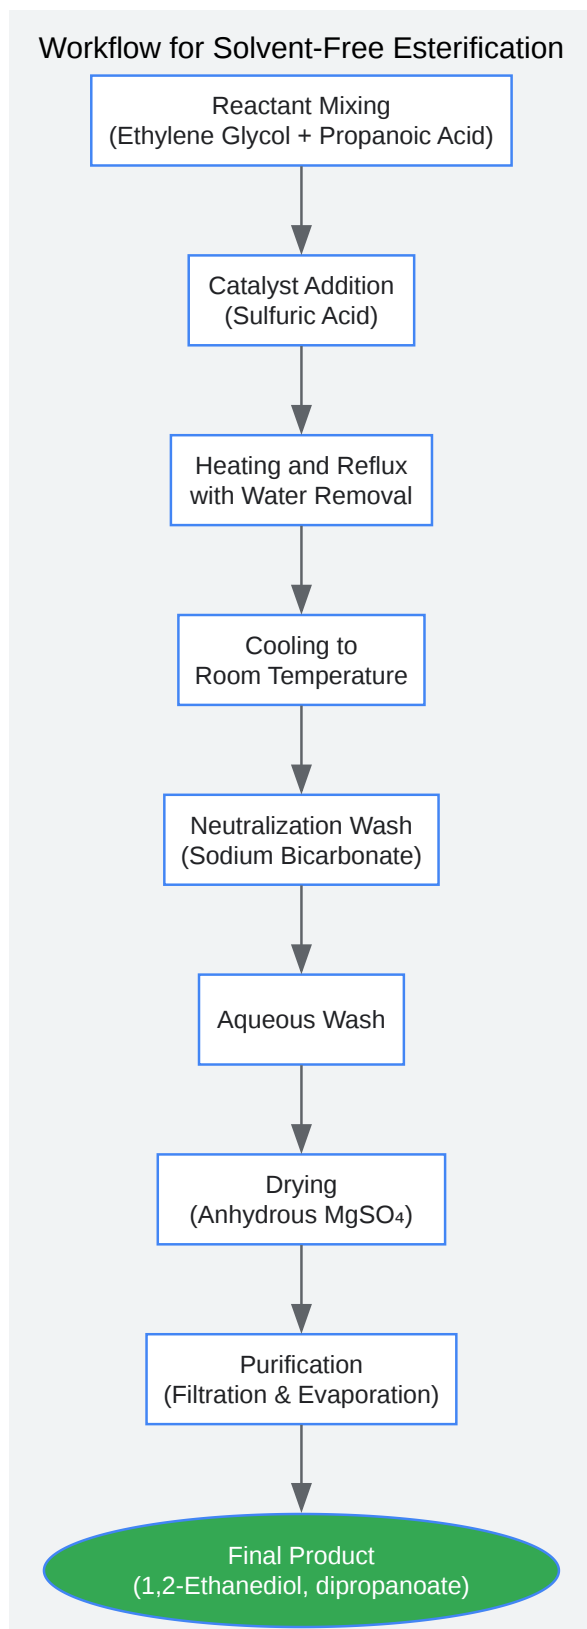 Workflow for Solvent-Free Esterification
Reactant Mixing
(Ethylene Glycol + Propanoic Acid)
Catalyst Addition
(Sulfuric Acid)
Heating and Reflux
with Water Removal
Cooling to
Room Temperature
Neutralization Wash
(Sodium Bicarbonate)
Aqueous Wash
Drying
(Anhydrous MgSO₄)
Purification
(Filtration & Evaporation)
Final Product
(1,2-Ethanediol, dipropanoate)